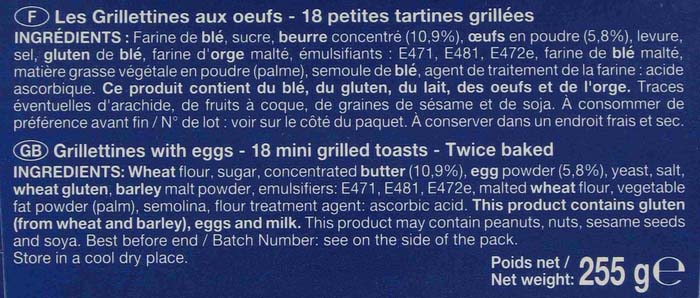 F Les Grillettines aux oeufs - 18 petites tartines grillées
INGRÉDIENTS : Farine de blé, sucre, beurre concentré (10,9%), œufs en poudre (5,8%), levure,
sel, gluten de blé, farine d'orge malté, émulsifiants : E471, E481, E472e, farine de blé malté,
matière grasse végétale en poudre (palme), semoule de blé, agent de traitement de la farine : acide
ascorbique. Ce produit contient du blé, du gluten, du lait, des oeufs et de l'orge. Traces
éventuelles d'arachide, de fruits à coque, de graines de sésame et de soja. À consommer de
préférence avant fin / N° de lot : voir sur le côté du paquet. À conserver dans un endroit frais et sec.
GB Grillettines with eggs - 18 mini grilled toasts - Twice baked
INGREDIENTS: Wheat flour, sugar, concentrated butter (10,9%), egg powder (5,8%), yeast, salt,
wheat gluten, barley malt powder, emulsifiers: E471, E481, E472e, malted wheat flour, vegetable
fat powder (palm), semolina, flour treatment agent: ascorbic acid. This product contains gluten
(from wheat and barley), eggs and milk. This product may contain peanuts, nuts, sesame seeds
and soya. Best before end / Batch Number: see on the side of the pack.
Store in a cool dry place.
Poids net /
Net weight: 255 g e